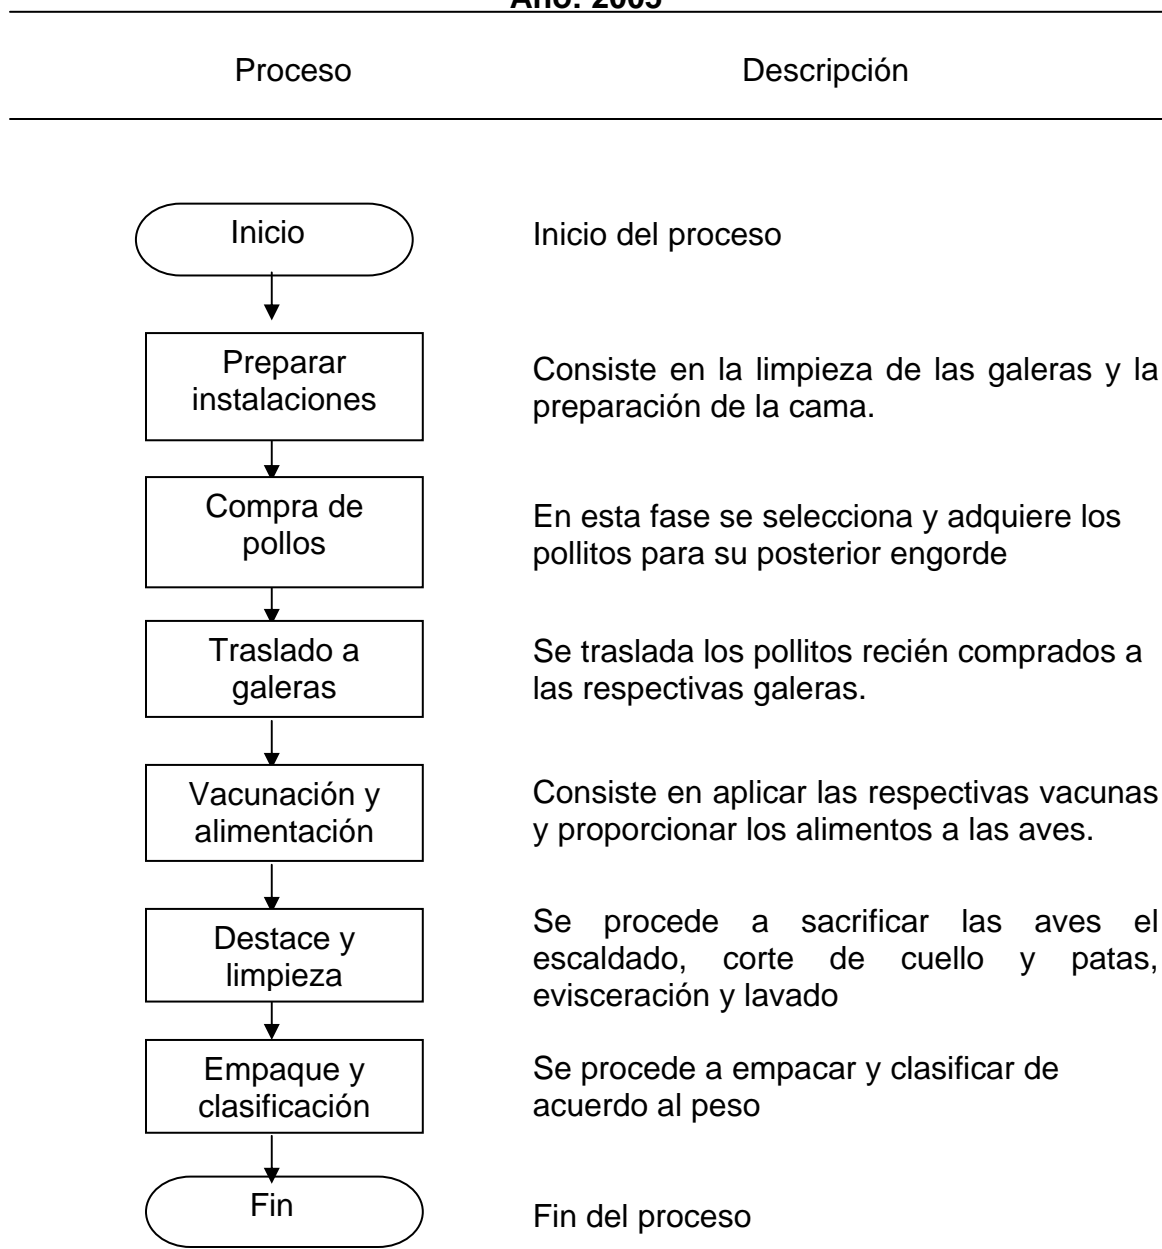 Año: 2005
Proceso Descripción
Inicio Inicio del proceso
Preparar
instalaciones
Consiste en la limpieza de las galeras y la
preparación de la cama.
Compra de
pollos
En esta fase se selecciona y adquiere los
pollitos para su posterior engorde
Traslado a
galeras
Se traslada los pollitos recién comprados a
las respectivas galeras.
Vacunación y
alimentación
Consiste en aplicar las respectivas vacunas
y proporcionar los alimentos a las aves.
Destace y
limpieza
Se procede a sacrificar las aves el
escaldado, corte de cuello y patas,
evisceración y lavado
Empaque y
clasificación
Se procede a empacar y clasificar de
acuerdo al peso
Fin
Fin del proceso